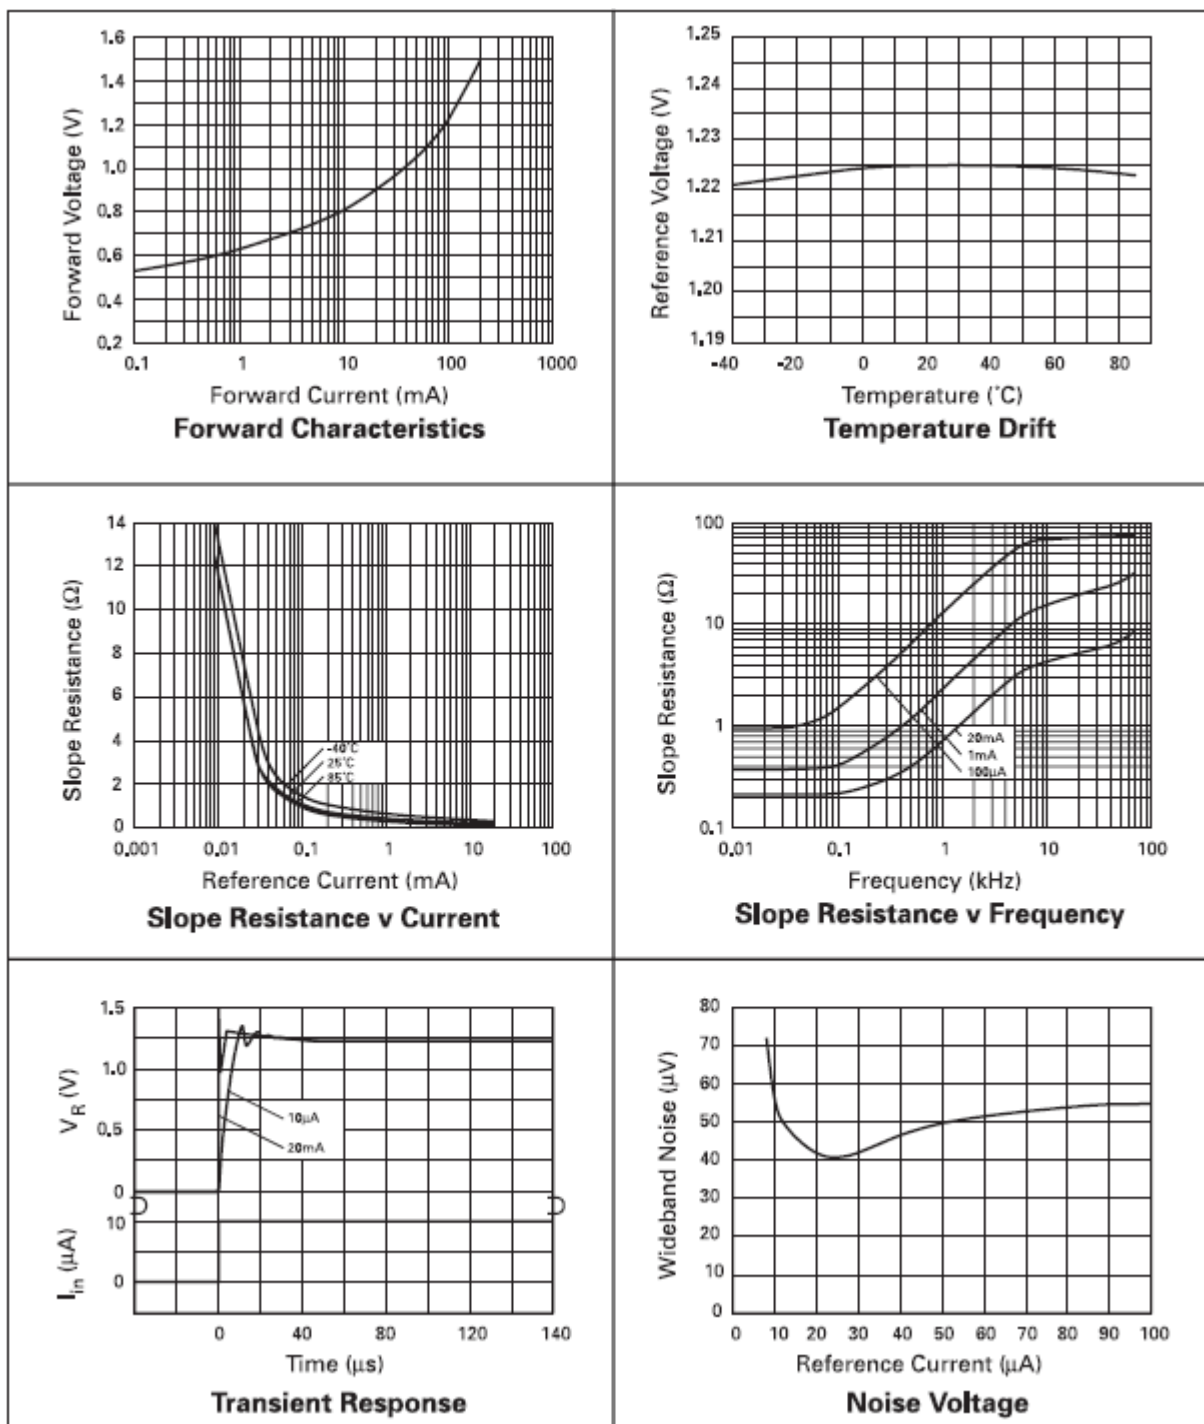 1.6
1.4
1.2
1.0
0.8
0.6
0.4
0.2
Forward Voltage (V)
0.1 1 10 100 1000
Forward Current (mA)
Forward Characteristics
1.25
1.24
1.23
1.22
1.21
1.20
1.19
Reference Voltage (V)
-40 -20 0 20 40 60 80
Temperature (°C)
Temperature Drift
14
12
10
8
6
4
2
0
Slope Resistance (Ω)
-40°C
25°C
85°C
0.001 0.01 0.1 1 10 100
Reference Current (mA)
Slope Resistance v Current
100
10
1
0.1
Slope Resistance (Ω)
20mA
1mA
100µA
0.01 0.1 1 10 100
Frequency (kHz)
Slope Resistance v Frequency
1.5
1.0
0.5
0
VR (V)
10µA
20mA
10
0
Iin (µA)
0 40 80 120 140
Time (µs)
Transient Response
80
70
60
50
40
30
20
10
0
Wideband Noise (µV)
0 10 20 30 40 50 60 70 80 90 100
Reference Current (µA)
Noise Voltage